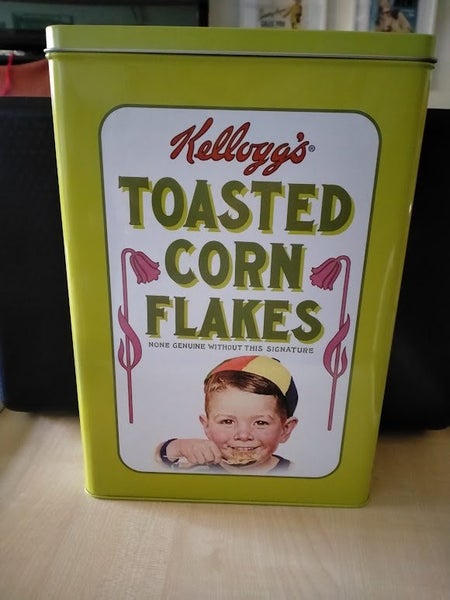 Kellogg's®
TOASTED
CORN
FLAKES
NONE GENUINE WITHOUT THIS SIGNATURE